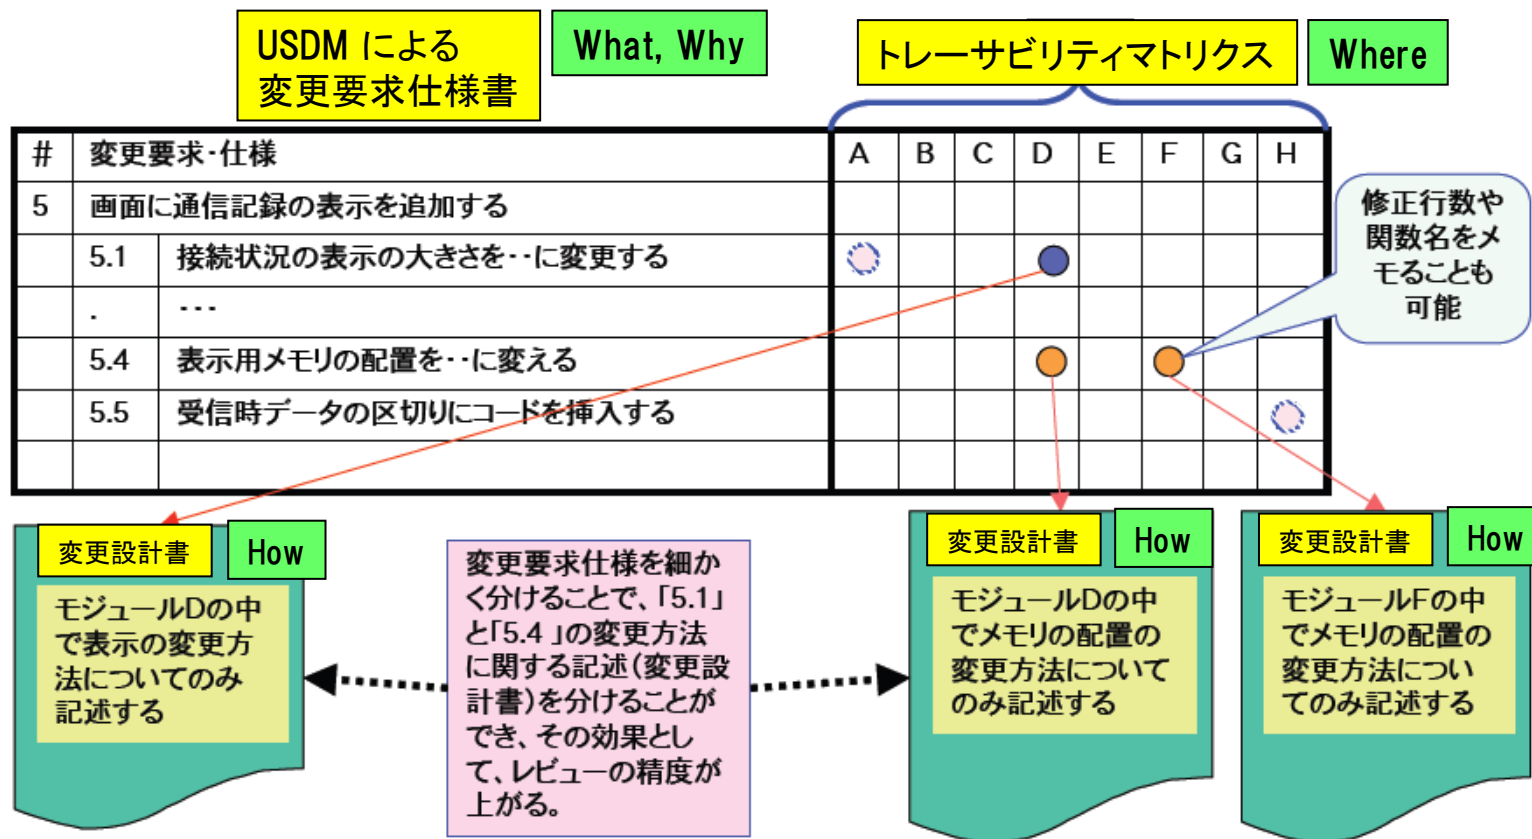 USDM による
変更要求仕様書
What, Why
トレーサビリティマトリクス
Where
# 変更要求・仕様 A B C D E F G H
5 画面に通信記録の表示を追加する
5.1 接続状況の表示の大きさを・・に変更する
. ・・・
5.4 表示用メモリの配置を・・に変える
5.5 受信時データの区切りにコードを挿入する
修正行数や
関数名をメ
モることも
可能
変更設計書 How
モジュールDの中
で表示の変更方
法についてのみ
記述する
変更要求仕様を細か
く分けることで、「5.1」
と「5.4 」の変更方法
に関する記述(変更設
計書)を分けることが
でき、その効果とし
て、レビューの精度が
上がる。
変更設計書 How
モジュールDの中
でメモリの配置の
変更方法について
のみ記述する
変更設計書 How
モジュールFの中
でメモリの配置の
変更方法につい
てのみ記述する